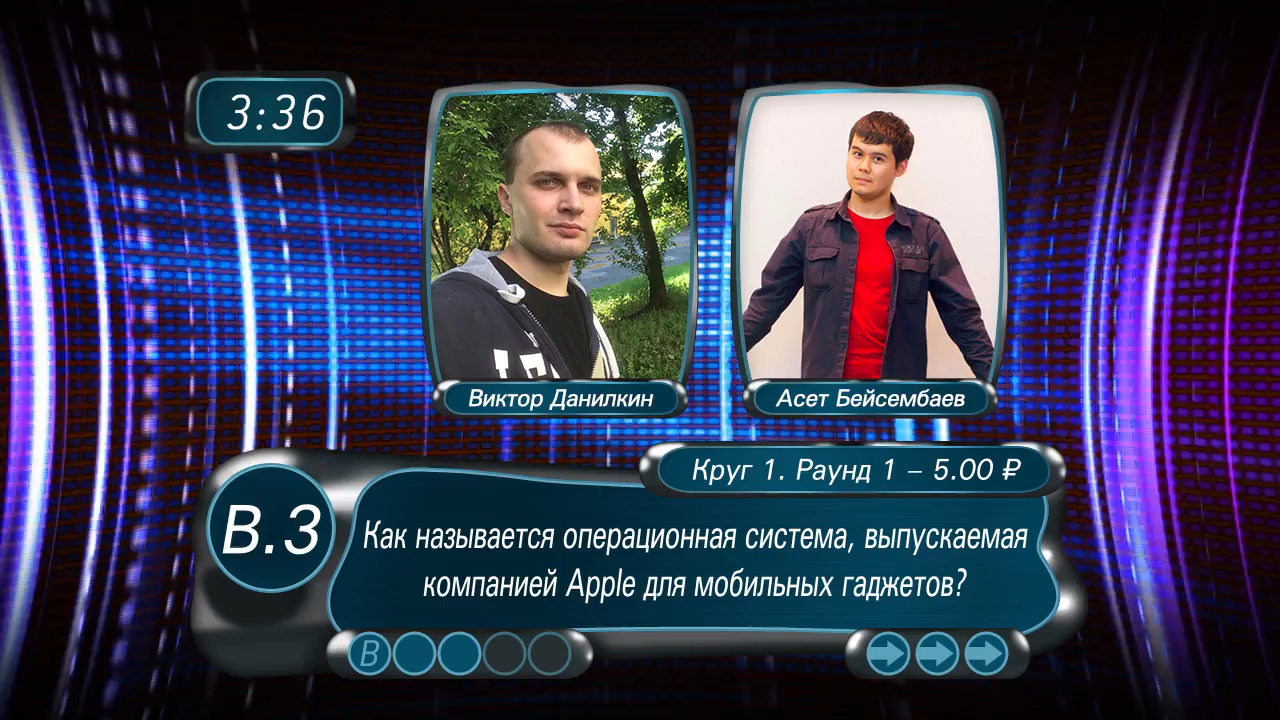 3:36
Виктор Данилкин
Асет Бейсембаев
Круг 1. Раунд 1 – 5.00 ₽
В.3
Как называется операционная система, выпускаемая
компанией Apple для мобильных гаджетов?
В